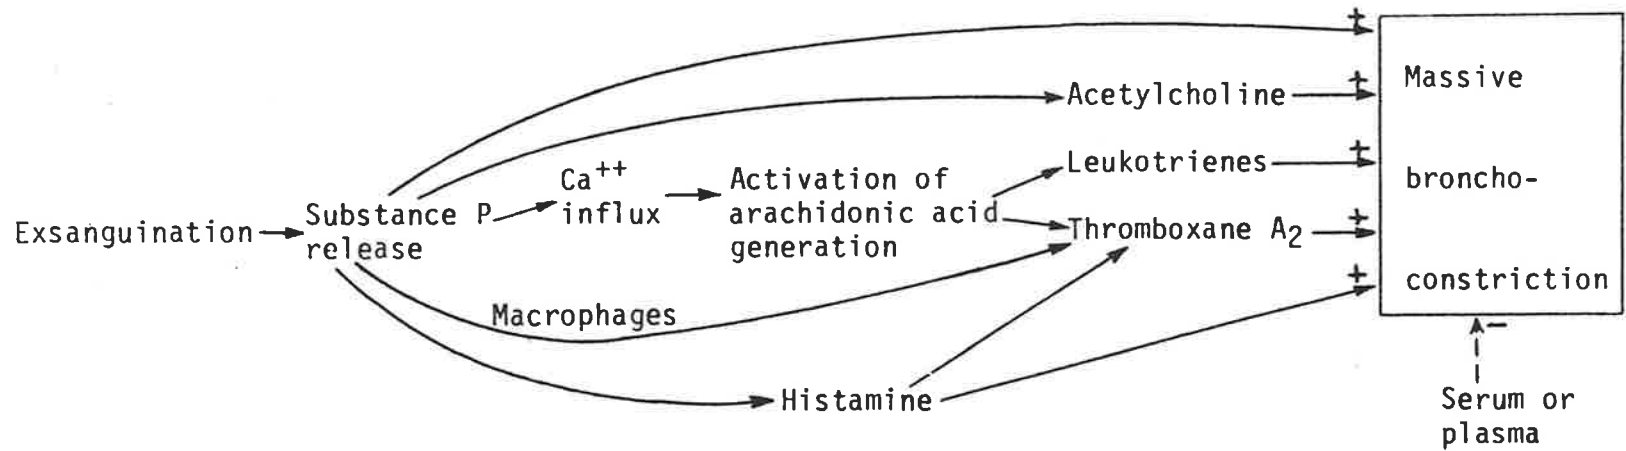 +
Massive
Acetylcholine
+
Leukotrienes
+
Ca++
influx
Activation of
arachidonic acid
generation
broncho-
Exsanguination
Substance P
release
Thromboxane A2
+
constriction
+
Macrophages
Histamine
−
Serum or
plasma